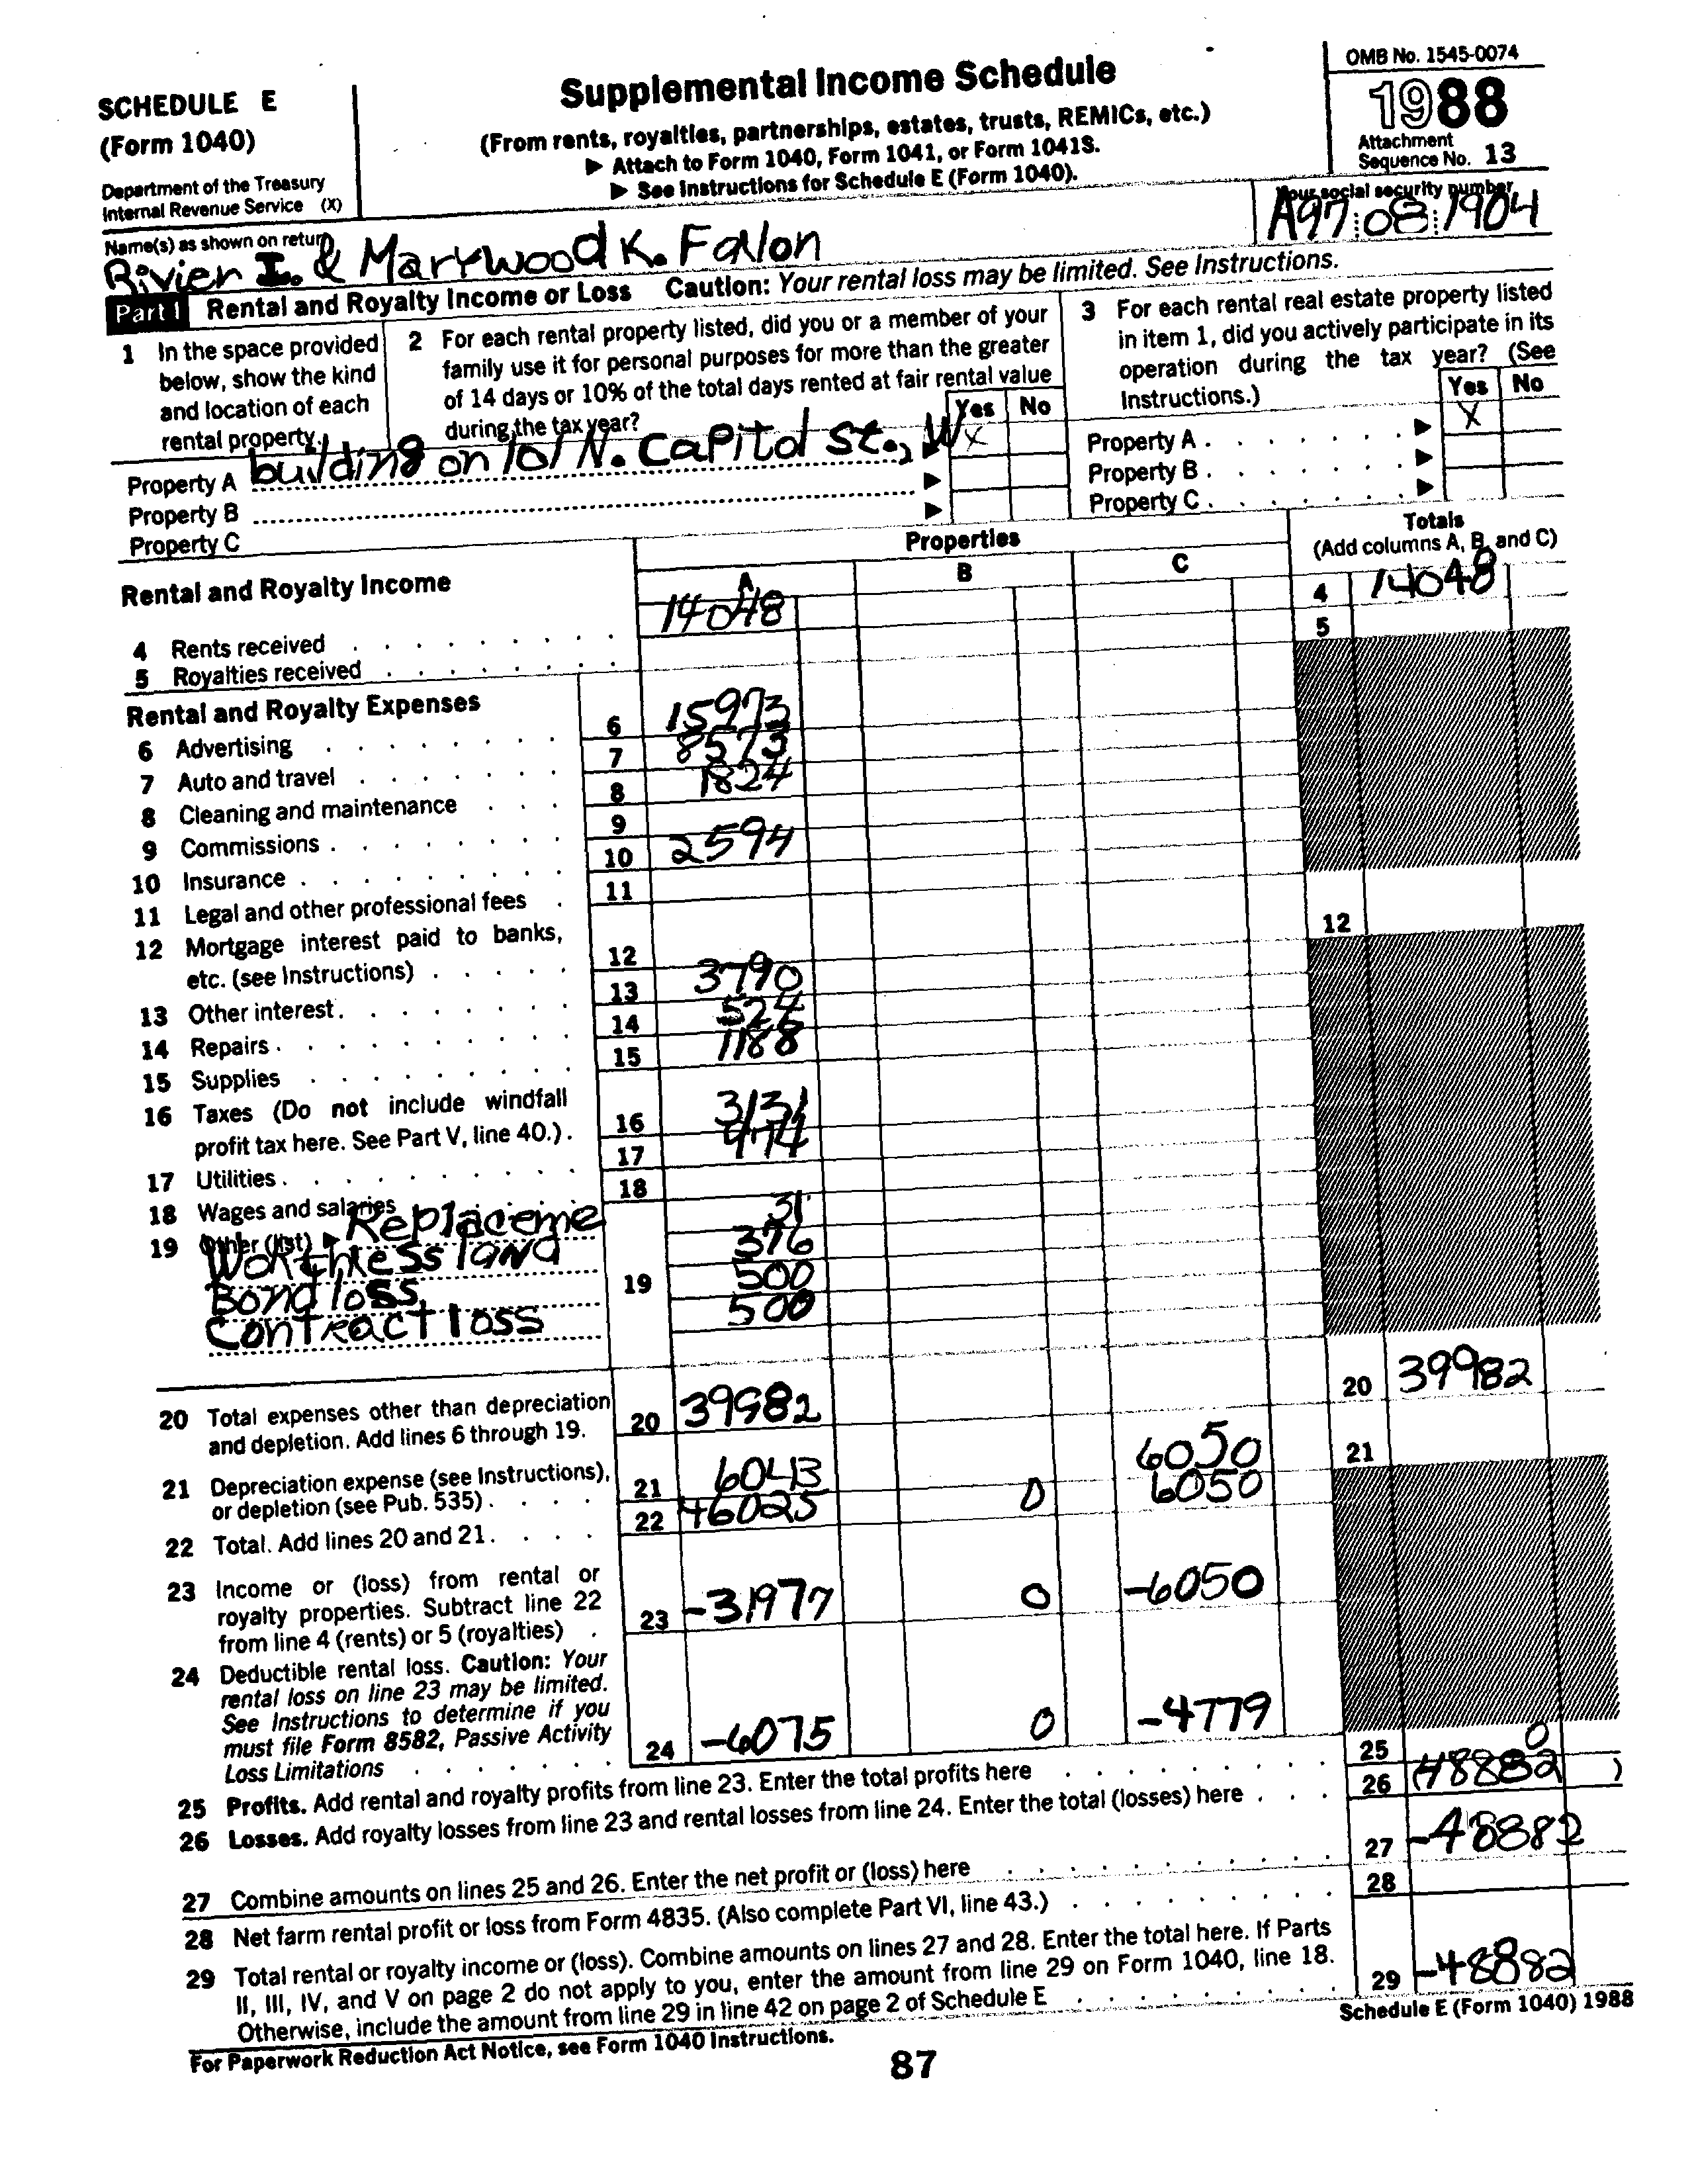 SCHEDULE E
(Form 1040)
Department of the Treasury
Internal Revenue Service (X)
Supplemental Income Schedule
(From rents, royalties, partnerships, estates, trusts, REMICs, etc.)
▶ Attach to Form 1040, Form 1041, or Form 1041S.
▶ See Instructions for Schedule E (Form 1040).
OMB No. 1545-0074
1988
Attachment
Sequence No. 13
Name(s) as shown on return
Rivier I. & Marywood K. Fallon
Your social security number
A97 08 1904
Part I Rental and Royalty Income or Loss Caution: Your rental loss may be limited. See Instructions.
1 In the space provided
below, show the kind
and location of each
rental property.
2 For each rental property listed, did you or a member of your
family use it for personal purposes for more than the greater
of 14 days or 10% of the total days rented at fair rental value
during the tax year?
Yes No
3 For each rental real estate property listed
in item 1, did you actively participate in its
operation during the tax year? (See
Instructions.)
Yes No
Property A building on 101 N. Capitol St., W ▶ X
Property B ▶
Property C ▶
Property A . ▶ X
Property B . ▶
Property C . ▶
Rental and Royalty Income
Properties
A B C
Totals
(Add columns A, B, and C)
4 Rents received 14048 4 14048
5 Royalties received 5
Rental and Royalty Expenses
6 Advertising 6 15973
7 Auto and travel 7 8573
8 Cleaning and maintenance 8 1824
9 Commissions 9
10 Insurance 10 2594
11 Legal and other professional fees 11
12 Mortgage interest paid to banks,
etc. (see Instructions) 12 12
13 Other interest 13 3790
14 Repairs 14 524
15 Supplies 15 1188
16 Taxes (Do not include windfall
profit tax here. See Part V, line 40.) 16 3131
17 Utilities 17 974
18 Wages and salaries 18
19 Other (list) ▶ Replaceme 31
Worthless land 376
Bond loss 19 500
Contract loss 500
20 Total expenses other than depreciation
and depletion. Add lines 6 through 19. 20 39982 20 39982
21 Depreciation expense (see Instructions),
or depletion (see Pub. 535) 21 6043 6050 21
22 Total. Add lines 20 and 21 22 46025 0 6050
23 Income or (loss) from rental or
royalty properties. Subtract line 22
from line 4 (rents) or 5 (royalties) 23 -31977 0 -6050
24 Deductible rental loss. Caution: Your
rental loss on line 23 may be limited.
See Instructions to determine if you
must file Form 8582, Passive Activity
Loss Limitations 24 -6075 0 -4779
25 Profits. Add rental and royalty profits from line 23. Enter the total profits here 25 0
26 Losses. Add royalty losses from line 23 and rental losses from line 24. Enter the total (losses) here 26 (48882)
27 Combine amounts on lines 25 and 26. Enter the net profit or (loss) here 27 -48882
28 Net farm rental profit or loss from Form 4835. (Also complete Part VI, line 43.) 28
29 Total rental or royalty income or (loss). Combine amounts on lines 27 and 28. Enter the total here. If Parts
II, III, IV, and V on page 2 do not apply to you, enter the amount from line 29 on Form 1040, line 18.
Otherwise, include the amount from line 29 in line 42 on page 2 of Schedule E 29 -48882
For Paperwork Reduction Act Notice, see Form 1040 Instructions.
Schedule E (Form 1040) 1988
87